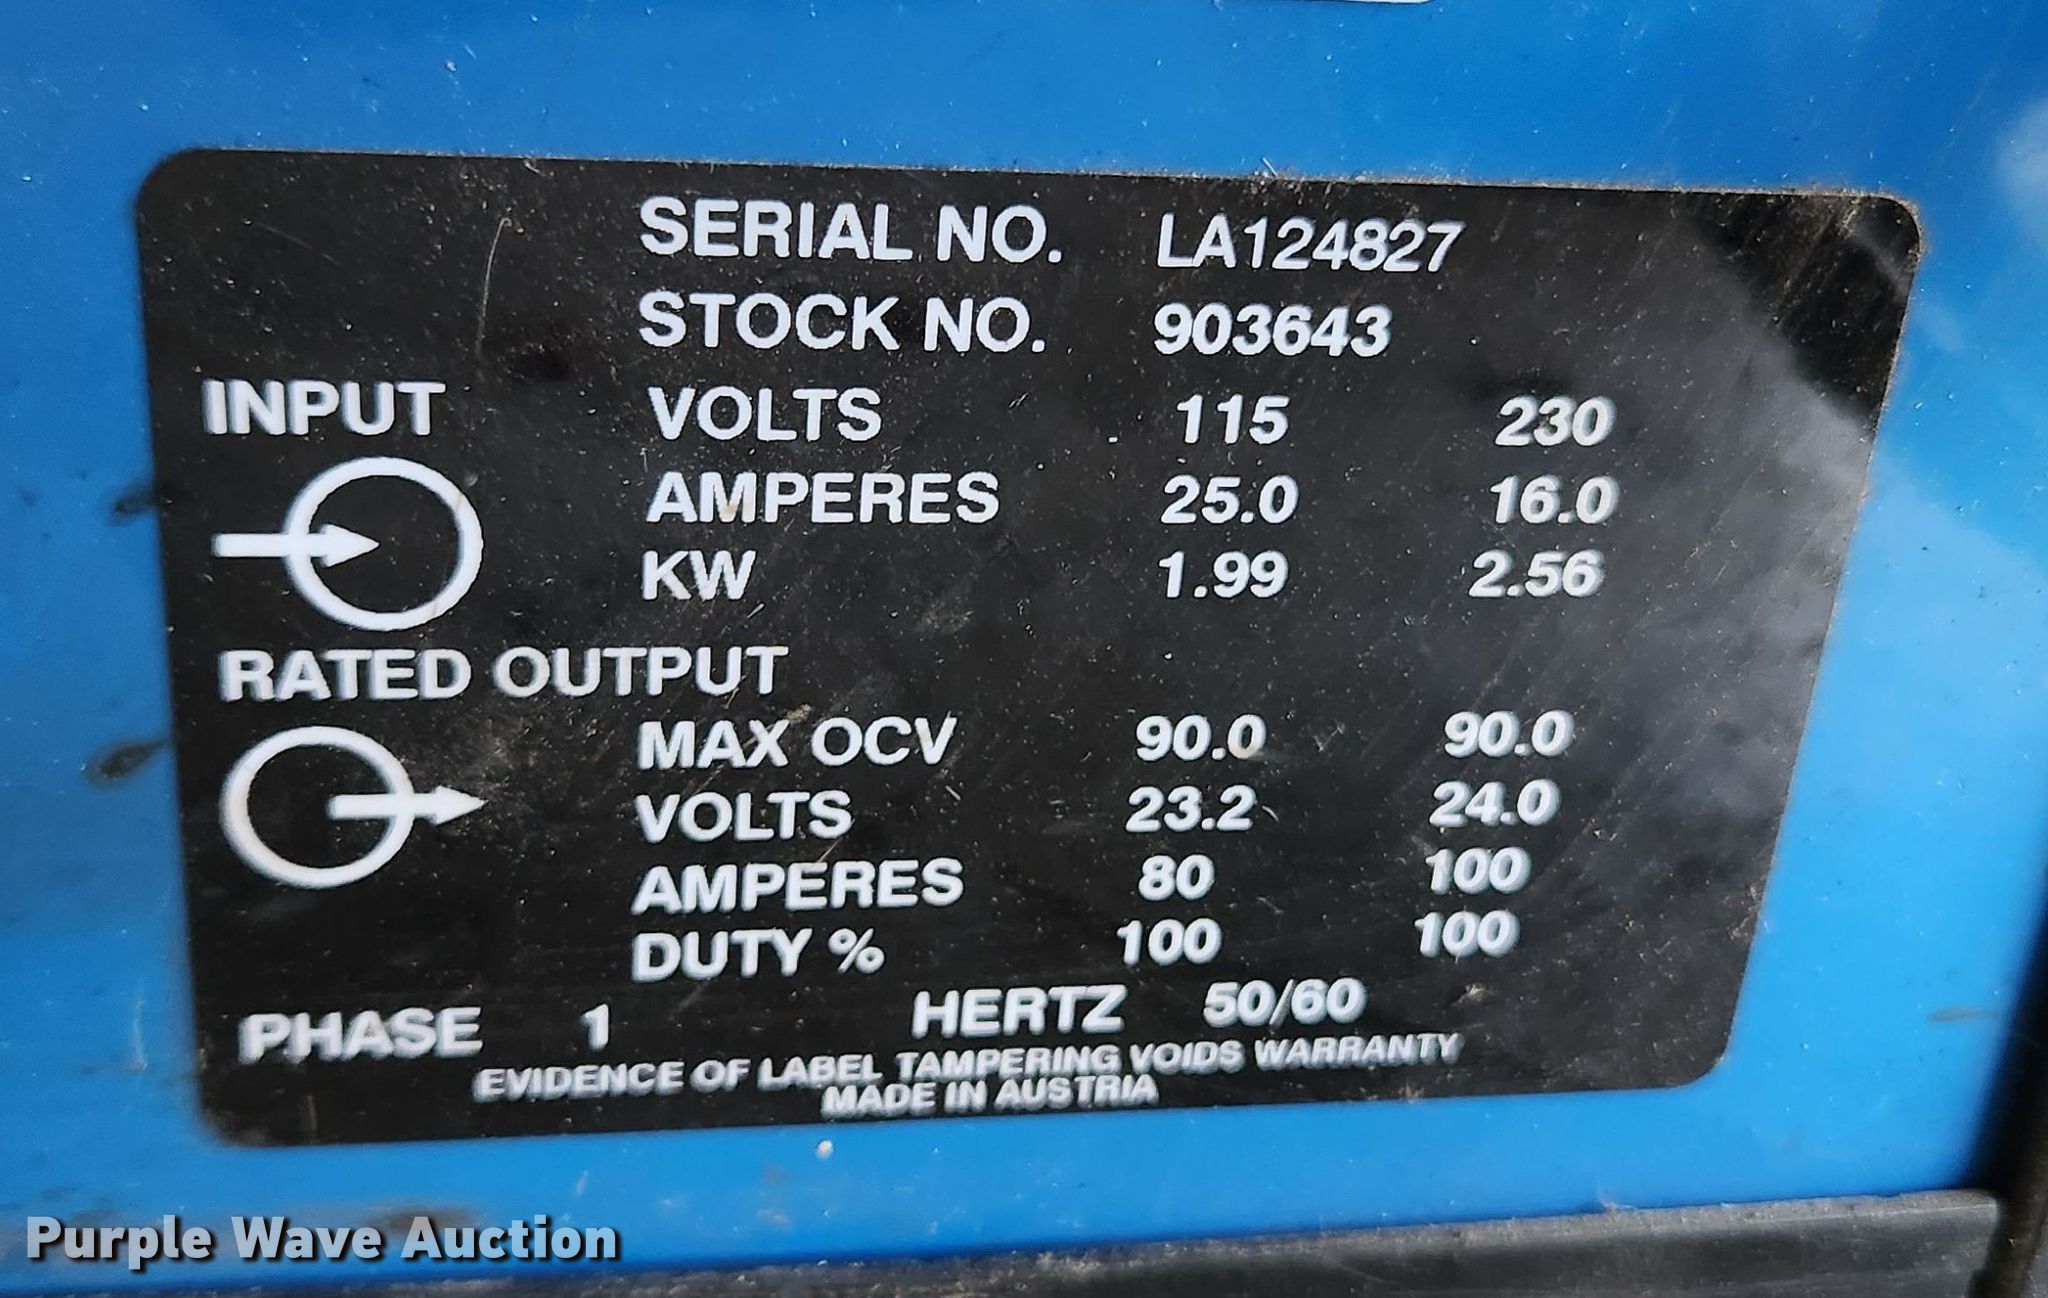 SERIAL NO. LA124827
STOCK NO. 903643
INPUT VOLTS 115 230
AMPERES 25.0 16.0
KW 1.99 2.56
RATED OUTPUT
MAX OCV 90.0 90.0
VOLTS 23.2 24.0
AMPERES 80 100
DUTY % 100 100
PHASE 1 HERTZ 50/60
EVIDENCE OF LABEL TAMPERING VOIDS WARRANTY
MADE IN AUSTRIA
Purple Wave Auction